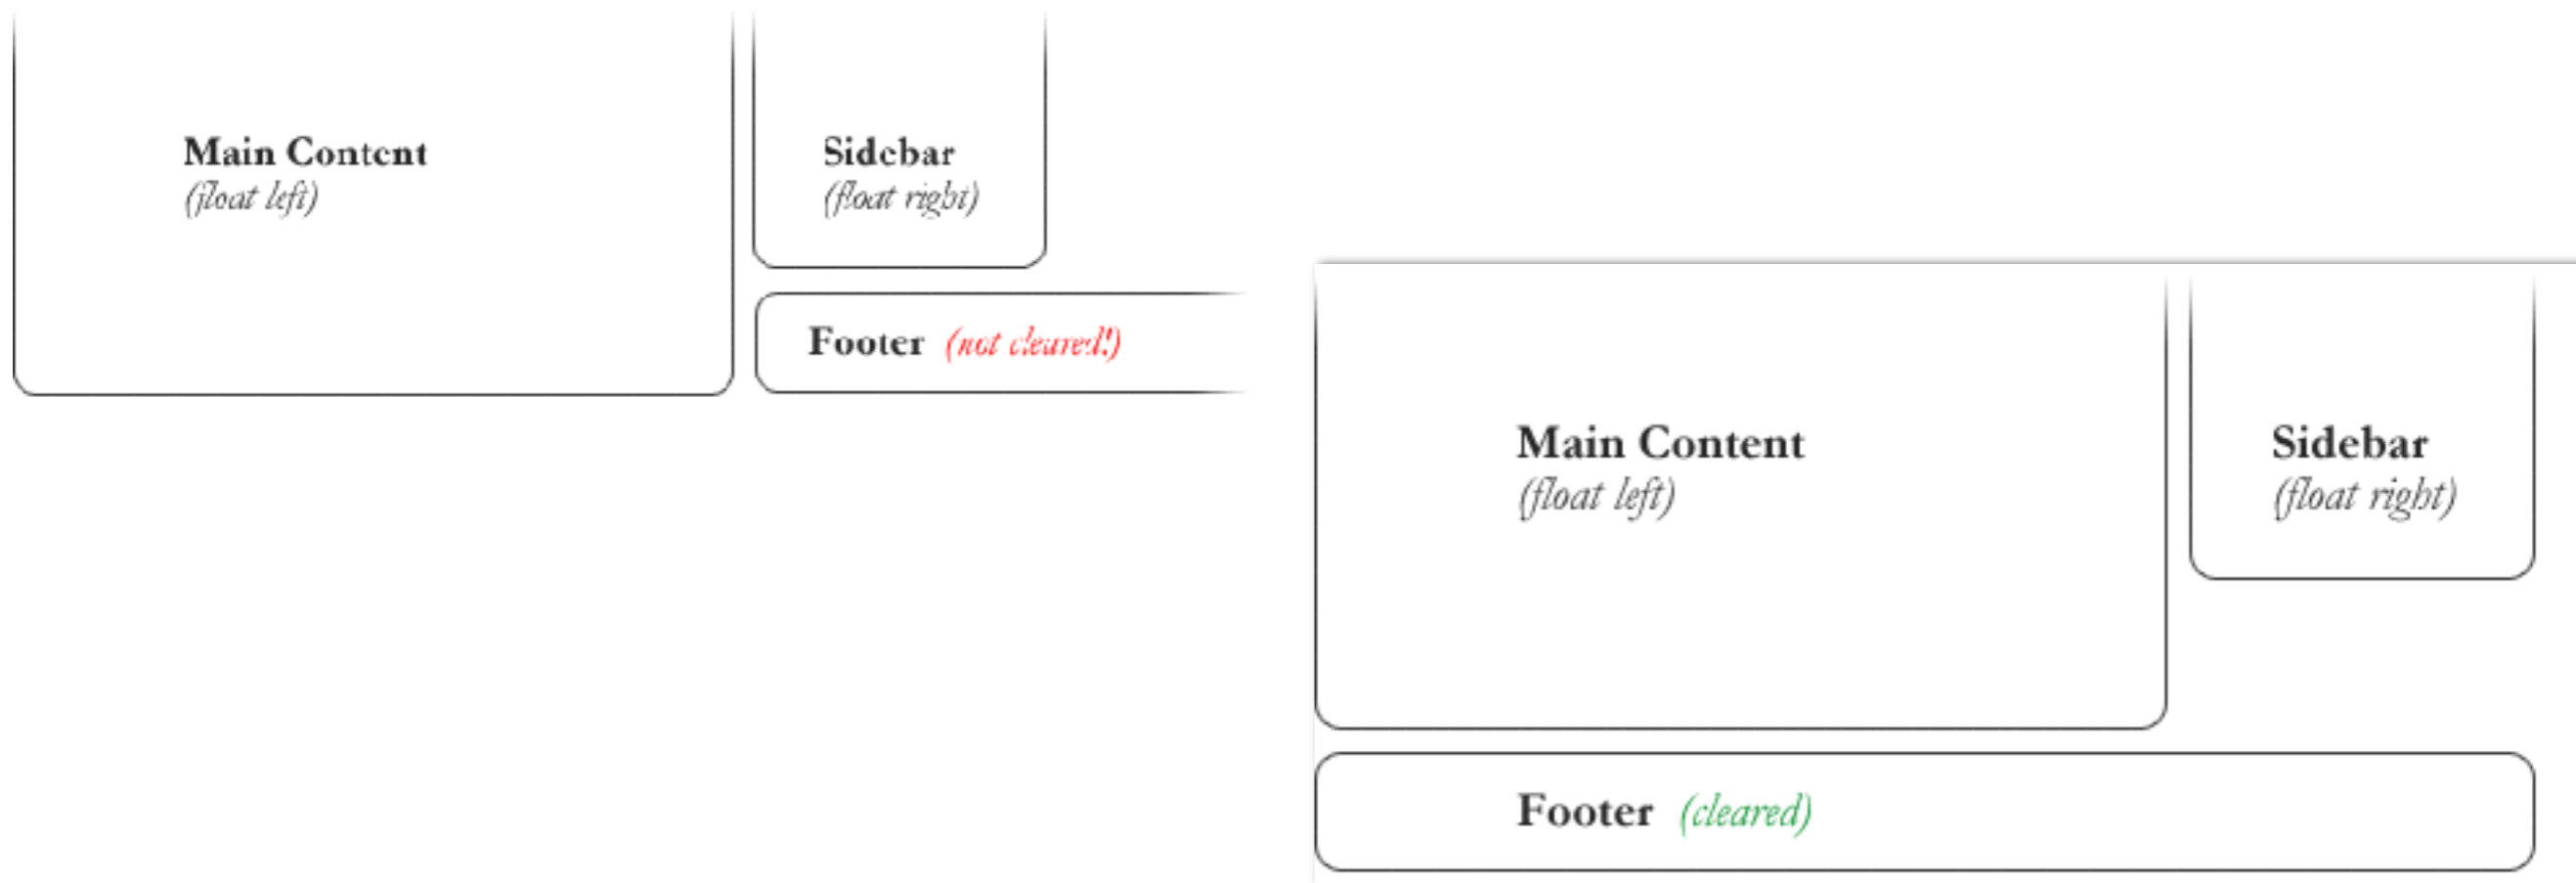 Main Content
(float left)
Sidebar
(float right)
Footer (not cleared!)
Main Content
(float left)
Sidebar
(float right)
Footer (cleared)